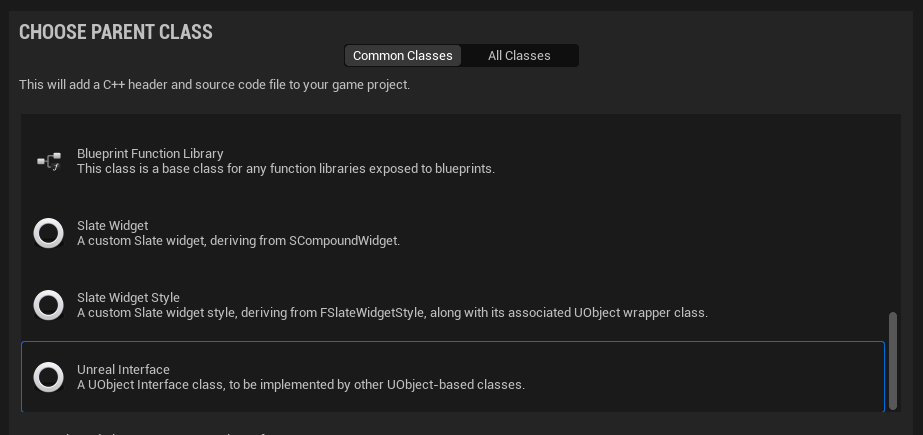 CHOOSE PARENT CLASS
Common Classes All Classes
This will add a C++ header and source code file to your game project.
Blueprint Function Library
This class is a base class for any function libraries exposed to blueprints.
Slate Widget
A custom Slate widget, deriving from SCompoundWidget.
Slate Widget Style
A custom Slate widget style, deriving from FSlateWidgetStyle, along with its associated UObject wrapper class.
Unreal Interface
A UObject Interface class, to be implemented by other UObject-based classes.